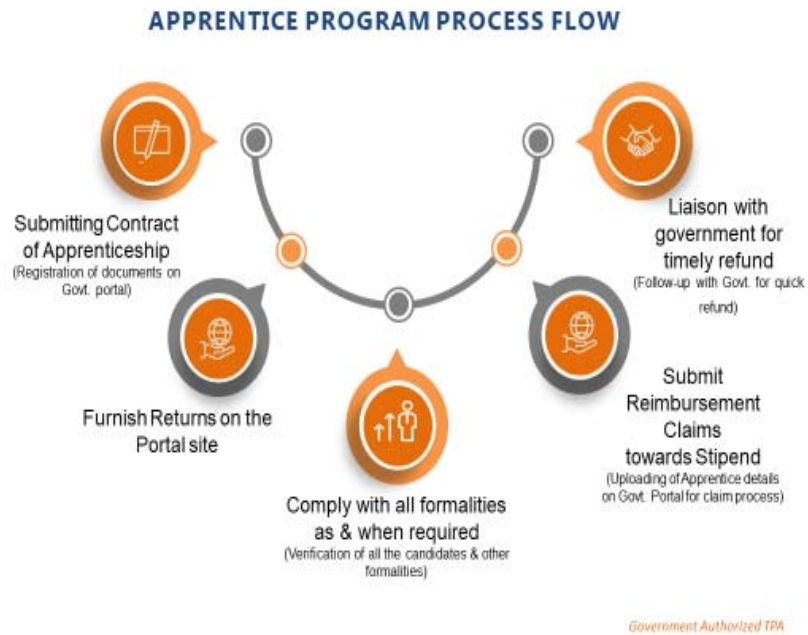 APPRENTICE PROGRAM PROCESS FLOW
Submitting Contract
of Apprenticeship
(Registration of documents on
Govt. portal)
Furnish Returns on the
Portal site
Comply with all formalities
as & when required
(Verification of all the candidates & other
formalities)
Submit
Reimbursement
Claims
towards Stipend
(Uploading of Apprentice details
on Govt. Portal for claim process)
Liaison with
government for
timely refund
(Follow-up with Govt. for quick
refund)
Government Authorized TPA